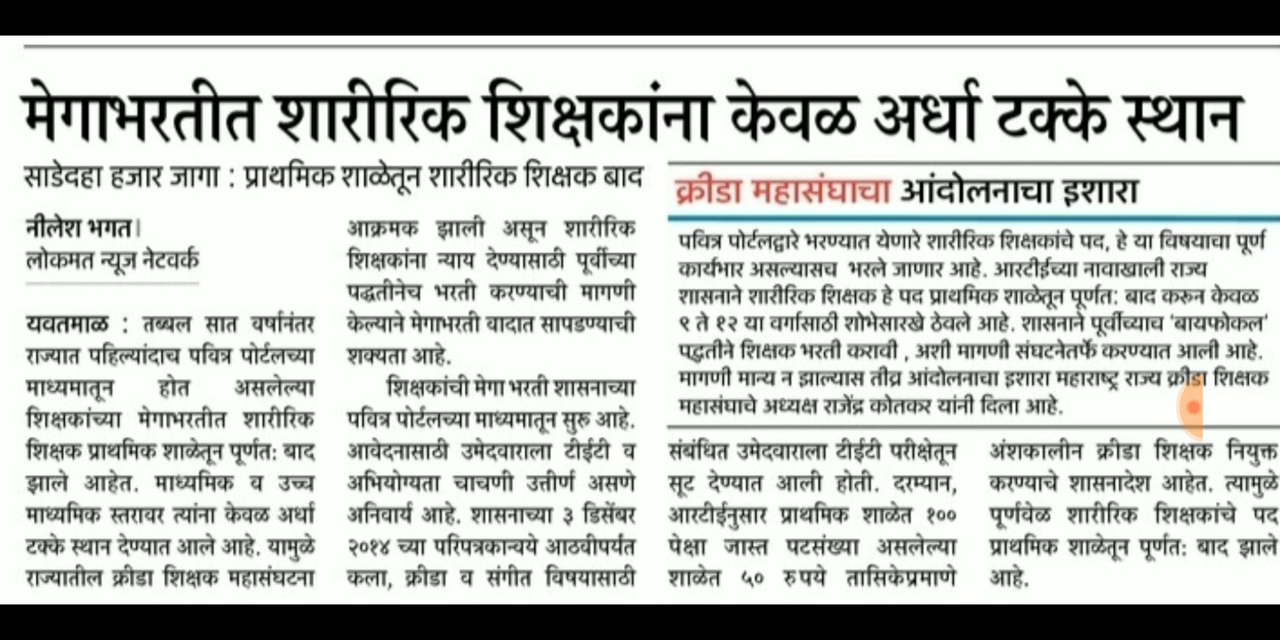 मेगाभरतीत शारीरिक शिक्षकांना केवळ अर्धा टक्के स्थान
साडेदहा हजार जागा : प्राथमिक शाळेतून शारीरिक शिक्षक बाद
नीलेश भगत।
लोकमत न्यूज नेटवर्क
यवतमाळ : तब्बल सात वर्षानंतर
राज्यात पहिल्यांदाच पवित्र पोर्टलच्या
माध्यमातून होत असलेल्या
शिक्षकांच्या मेगाभरतीत शारीरिक
शिक्षक प्राथमिक शाळेतून पूर्णत: बाद
झाले आहेत. माध्यमिक व उच्च
माध्यमिक स्तरावर त्यांना केवळ अर्धा
टक्के स्थान देण्यात आले आहे. यामुळे
राज्यातील क्रीडा शिक्षक महासंघटना
आक्रमक झाली असून शारीरिक
शिक्षकांना न्याय देण्यासाठी पूर्वीच्या
पद्धतीनेच भरती करण्याची मागणी
केल्याने मेगाभरती वादात सापडण्याची
शक्यता आहे.
शिक्षकांची मेगा भरती शासनाच्या
पवित्र पोर्टलच्या माध्यमातून सुरू आहे.
आवेदनासाठी उमेदवाराला टीईटी व
अभियोग्यता चाचणी उत्तीर्ण असणे
अनिवार्य आहे. शासनाच्या ३ डिसेंबर
२०१४ च्या परिपत्रकान्वये आठवीपर्यंत
कला, क्रीडा व संगीत विषयासाठी
क्रीडा महासंघाचा आंदोलनाचा इशारा
पवित्र पोर्टलद्वारे भरण्यात येणारे शारीरिक शिक्षकांचे पद, हे या विषयाचा पूर्ण
कार्यभार असल्यासच भरले जाणार आहे. आरटीईच्या नावाखाली राज्य
शासनाने शारीरिक शिक्षक हे पद प्राथमिक शाळेतून पूर्णत: बाद करून केवळ
९ ते १२ या वर्गासाठी शोभेसारखे ठेवले आहे. शासनाने पूर्वीच्याच 'बायफोकल'
पद्धतीने शिक्षक भरती करावी , अशी मागणी संघटनेतर्फे करण्यात आली आहे.
मागणी मान्य न झाल्यास तीव्र आंदोलनाचा इशारा महाराष्ट्र राज्य क्रीडा शिक्षक
महासंघाचे अध्यक्ष राजेंद्र कोतकर यांनी दिला आहे.
संबंधित उमेदवाराला टीईटी परीक्षेतून
सूट देण्यात आली होती. दरम्यान,
आरटीईनुसार प्राथमिक शाळेत १००
पेक्षा जास्त पटसंख्या असलेल्या
शाळेत ५० रुपये तासिकेप्रमाणे
अंशकालीन क्रीडा शिक्षक नियुक्त
करण्याचे शासनादेश आहेत. त्यामुळे
पूर्णवेळ शारीरिक शिक्षकांचे पद
प्राथमिक शाळेतून पूर्णत: बाद झाले
आहे.